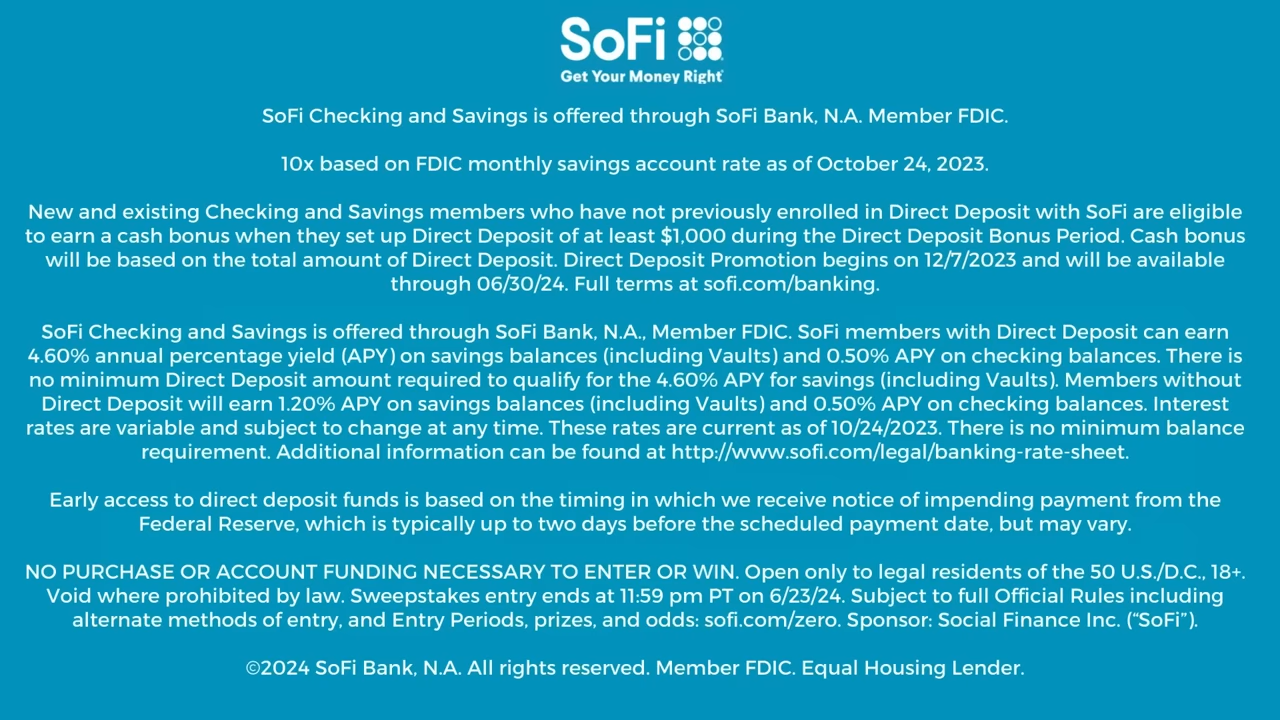 SoFi
Get Your Money Right
SoFi Checking and Savings is offered through SoFi Bank, N.A. Member FDIC.
10x based on FDIC monthly savings account rate as of October 24, 2023.
New and existing Checking and Savings members who have not previously enrolled in Direct Deposit with SoFi are eligible
to earn a cash bonus when they set up Direct Deposit of at least $1,000 during the Direct Deposit Bonus Period. Cash bonus
will be based on the total amount of Direct Deposit. Direct Deposit Promotion begins on 12/7/2023 and will be available
through 06/30/24. Full terms at sofi.com/banking.
SoFi Checking and Savings is offered through SoFi Bank, N.A., Member FDIC. SoFi members with Direct Deposit can earn
4.60% annual percentage yield (APY) on savings balances (including Vaults) and 0.50% APY on checking balances. There is
no minimum Direct Deposit amount required to qualify for the 4.60% APY for savings (including Vaults). Members without
Direct Deposit will earn 1.20% APY on savings balances (including Vaults) and 0.50% APY on checking balances. Interest
rates are variable and subject to change at any time. These rates are current as of 10/24/2023. There is no minimum balance
requirement. Additional information can be found at http://www.sofi.com/legal/banking-rate-sheet.
Early access to direct deposit funds is based on the timing in which we receive notice of impending payment from the
Federal Reserve, which is typically up to two days before the scheduled payment date, but may vary.
NO PURCHASE OR ACCOUNT FUNDING NECESSARY TO ENTER OR WIN. Open only to legal residents of the 50 U.S./D.C., 18+.
Void where prohibited by law. Sweepstakes entry ends at 11:59 pm PT on 6/23/24. Subject to full Official Rules including
alternate methods of entry, and Entry Periods, prizes, and odds: sofi.com/zero. Sponsor: Social Finance Inc. (“SoFi”).
©2024 SoFi Bank, N.A. All rights reserved. Member FDIC. Equal Housing Lender.